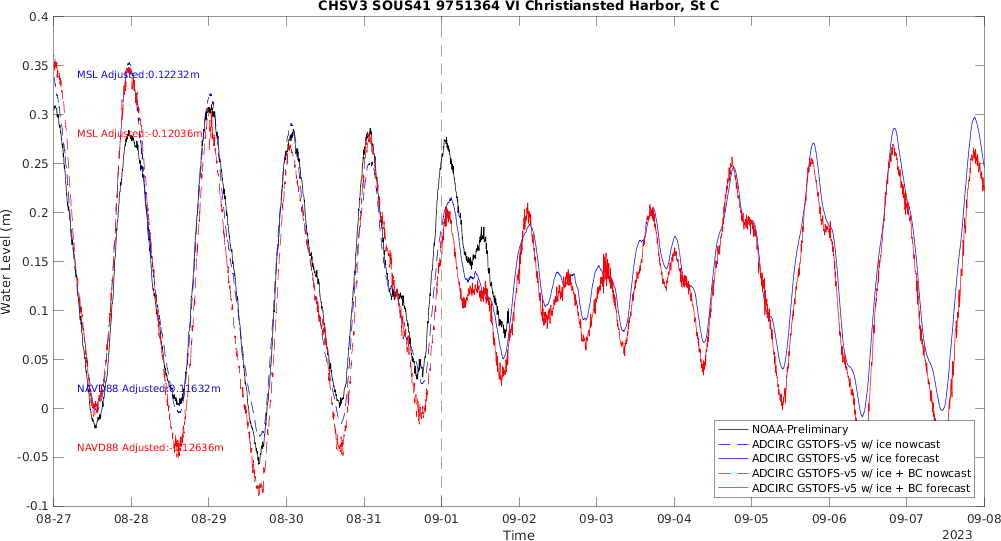 CHSV3 SOUS41 9751364 VI Christiansted Harbor, St C
0.4
0.35
0.3
0.25
0.2
0.15
0.1
0.05
0
-0.05
-0.1
Water Level (m)
MSL Adjusted:0.12232m
MSL Adjusted:-0.12036m
NAVD88 Adjusted:0.11632m
NAVD88 Adjusted:-0.12636m
NOAA-Preliminary
ADCIRC GSTOFS-v5 w/ ice nowcast
ADCIRC GSTOFS-v5 w/ ice forecast
ADCIRC GSTOFS-v5 w/ ice + BC nowcast
ADCIRC GSTOFS-v5 w/ ice + BC forecast
08-27 08-28 08-29 08-30 08-31 09-01 09-02 09-03 09-04 09-05 09-06 09-07 09-08
Time
2023